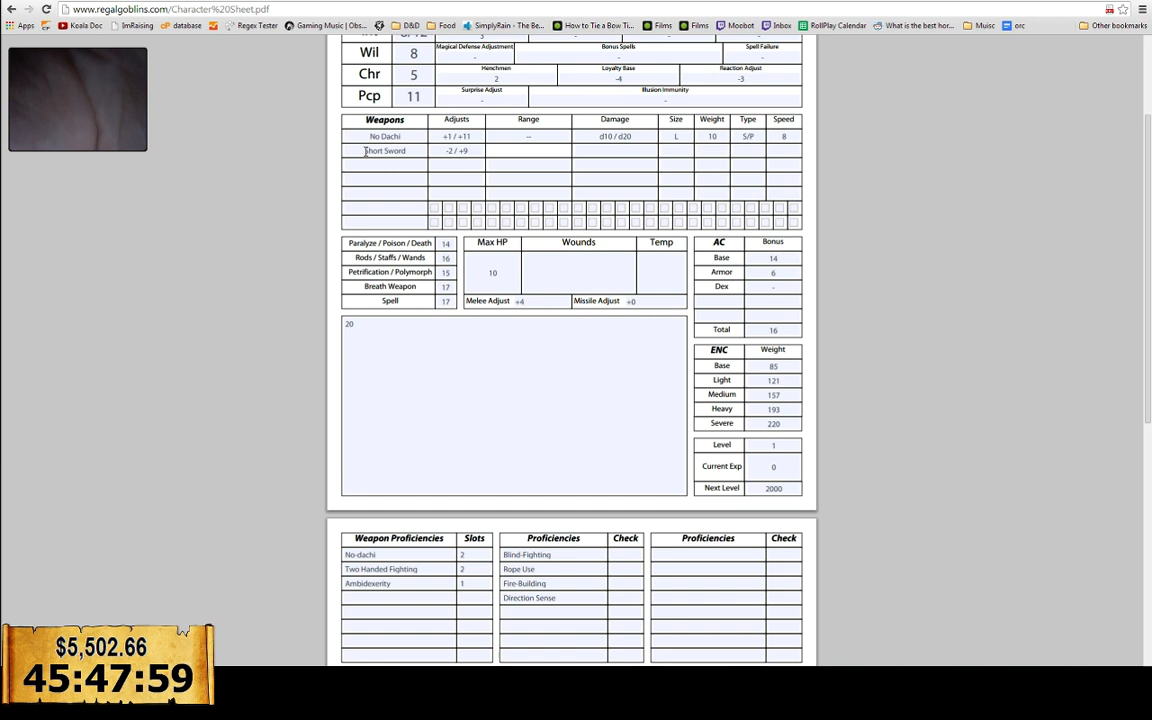 www.regalgoblins.com/Character%20Sheet.pdf
Apps Koala Doc ImRaising database Regex Tester Gaming Music | Obs... D&D SimplyRain - The Be... Food How to Tie a Bow Ti... Films Films Moobot Inbox RollPlay Calendar What is the best hor... Muisc orc Other bookmarks
3
Magical Defense Adjustment Bonus Spells Spell Failure
Wil 8 - - -
Henchmen Loyalty Base Reaction Adjust
Chr 5 2 -4 -3
Surprise Adjust Illusion Immunity
Pcp 11 - -
Weapons Adjusts Range Damage Size Weight Type Speed
No Dachi +1 / +11 -- d10 / d20 L 10 S/P 8
Short Sword -2 / +9
Paralyze / Poison / Death 14 Max HP Wounds Temp AC Bonus
Rods / Staffs / Wands 16 Base 14
Petrification / Polymorph 15 10 Armor 6
Breath Weapon 17 Dex -
Spell 17 Melee Adjust +4 Missile Adjust +0
20
Total 16
ENC Weight
Base 85
Light 121
Medium 157
Heavy 193
Severe 220
Level 1
Current Exp 0
Next Level 2000
Weapon Proficiencies Slots Proficiencies Check Proficiencies Check
No-dachi 2 Blind-Fighting
Two Handed Fighting 2 Rope Use
Ambidexerity 1 Fire-Building
Direction Sense
$5,502.66
45:47:59